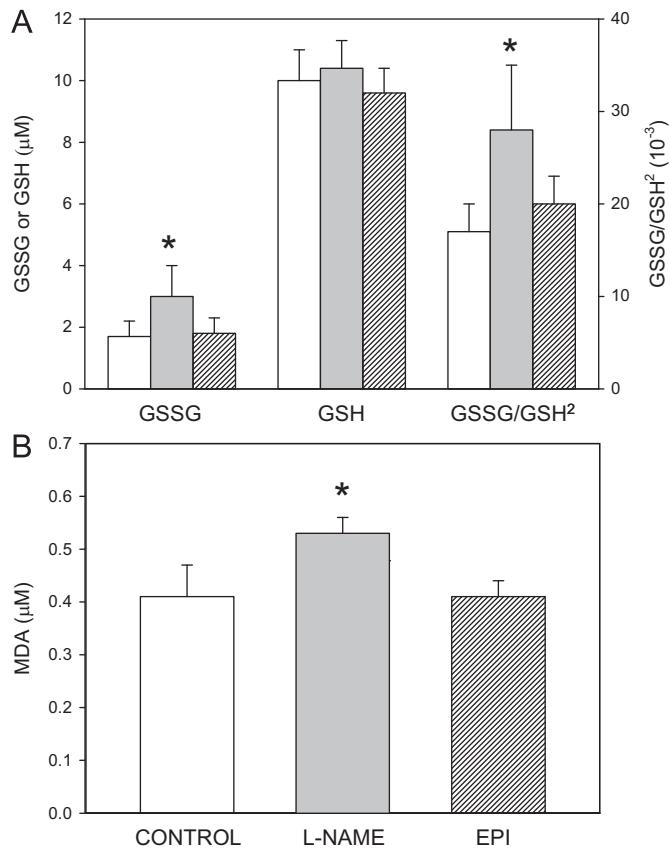 A
12
10
8
6
4
2
0
GSSG or GSH (μM)
*
*
40
30
20
10
0
GSSG/GSH² (10⁻³)
GSSG
GSH
GSSG/GSH²
B
0.7
0.6
0.5
0.4
0.3
0.2
0.1
0.0
MDA (μM)
*
CONTROL
L-NAME
EPI